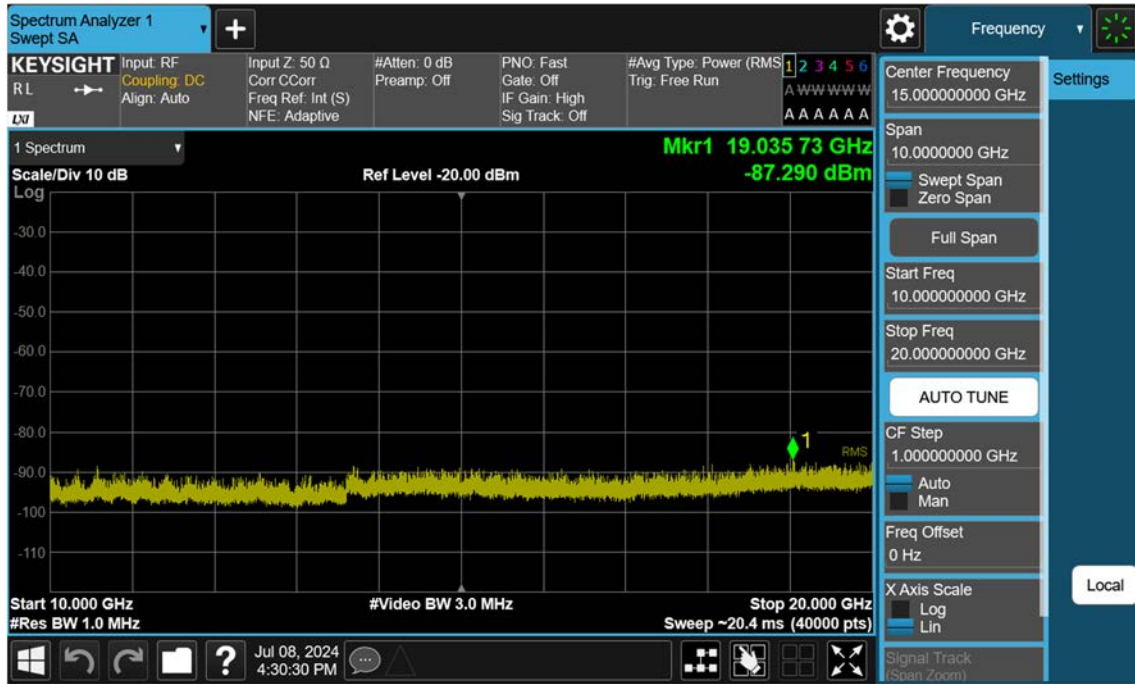 Spectrum Analyzer 1
Swept SA
+
Frequency
KEYSIGHT
R L
LXI
Input: RF
Coupling: DC
Align: Auto
Input Z: 50 Ω
Corr CCorr
Freq Ref: Int (S)
NFE: Adaptive
#Atten: 0 dB
Preamp: Off
PNO: Fast
Gate: Off
IF Gain: High
Sig Track: Off
#Avg Type: Power (RMS
Trig: Free Run
1 2 3 4 5 6
A W W W W W
A A A A A A
1 Spectrum
Mkr1 19.035 73 GHz
-87.290 dBm
Scale/Div 10 dB
Ref Level -20.00 dBm
Log
-30.0
-40.0
-50.0
-60.0
-70.0
-80.0
-90.0
-100
-110
1
RMS
Start 10.000 GHz
#Video BW 3.0 MHz
Stop 20.000 GHz
#Res BW 1.0 MHz
Sweep ~20.4 ms (40000 pts)
Center Frequency
15.000000000 GHz
Settings
Span
10.0000000 GHz
Swept Span
Zero Span
Full Span
Start Freq
10.000000000 GHz
Stop Freq
20.000000000 GHz
AUTO TUNE
CF Step
1.000000000 GHz
Auto
Man
Freq Offset
0 Hz
X Axis Scale
Log
Lin
Local
Signal Track
(Span Zoom)
?
Jul 08, 2024
4:30:30 PM